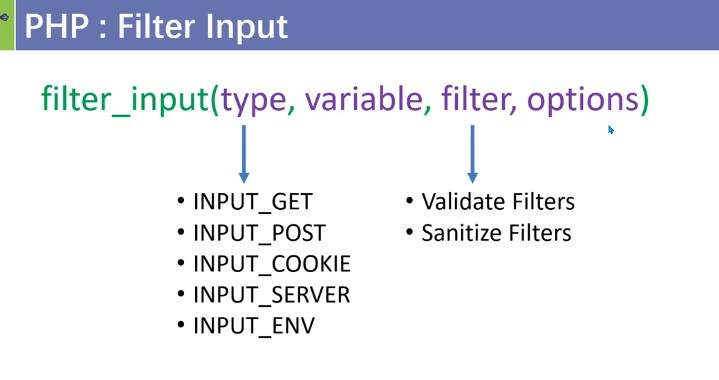 PHP : Filter Input
filter_input(type, variable, filter, options)
• INPUT_GET
• INPUT_POST
• INPUT_COOKIE
• INPUT_SERVER
• INPUT_ENV
• Validate Filters
• Sanitize Filters